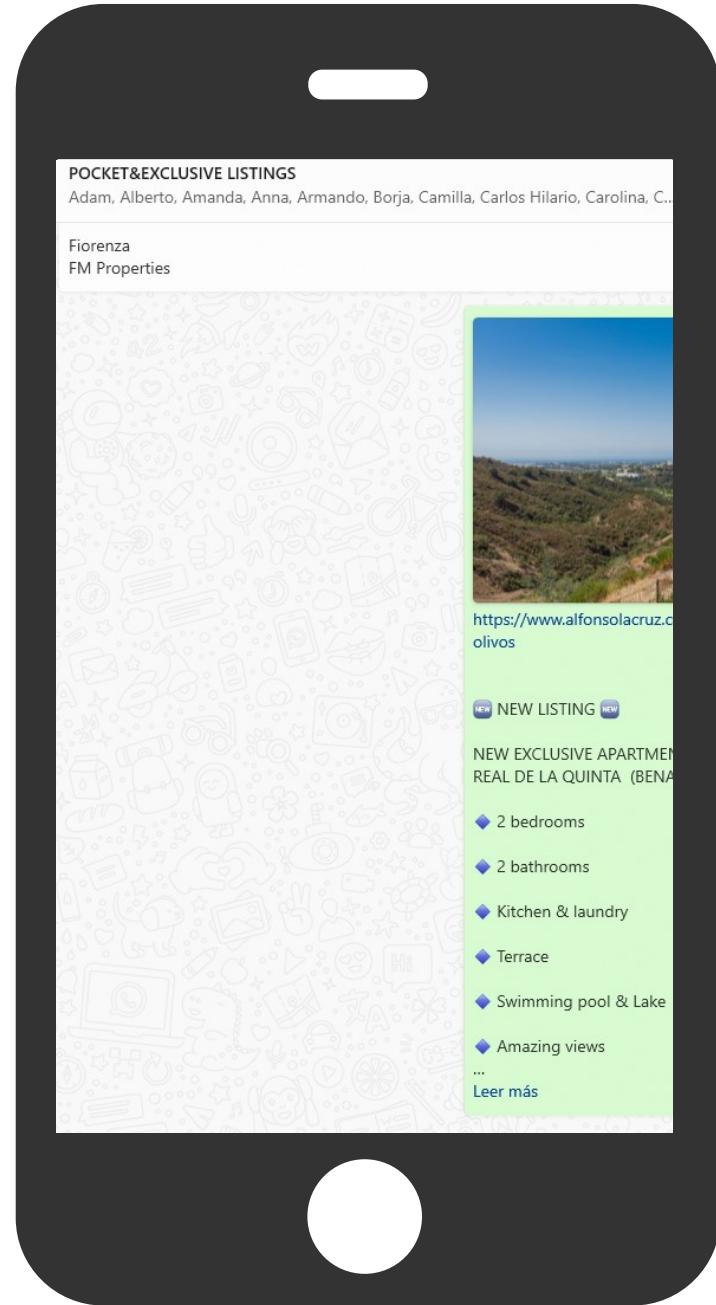 POCKET&EXCLUSIVE LISTINGS
Adam, Alberto, Amanda, Anna, Armando, Borja, Camilla, Carlos Hilario, Carolina, C...
Fiorenza
FM Properties
https://www.alfonsolacruz.c
olivos
NEW NEW LISTING NEW
NEW EXCLUSIVE APARTMEN
REAL DE LA QUINTA (BENA
2 bedrooms
2 bathrooms
Kitchen & laundry
Terrace
Swimming pool & Lake
Amazing views
...
Leer más